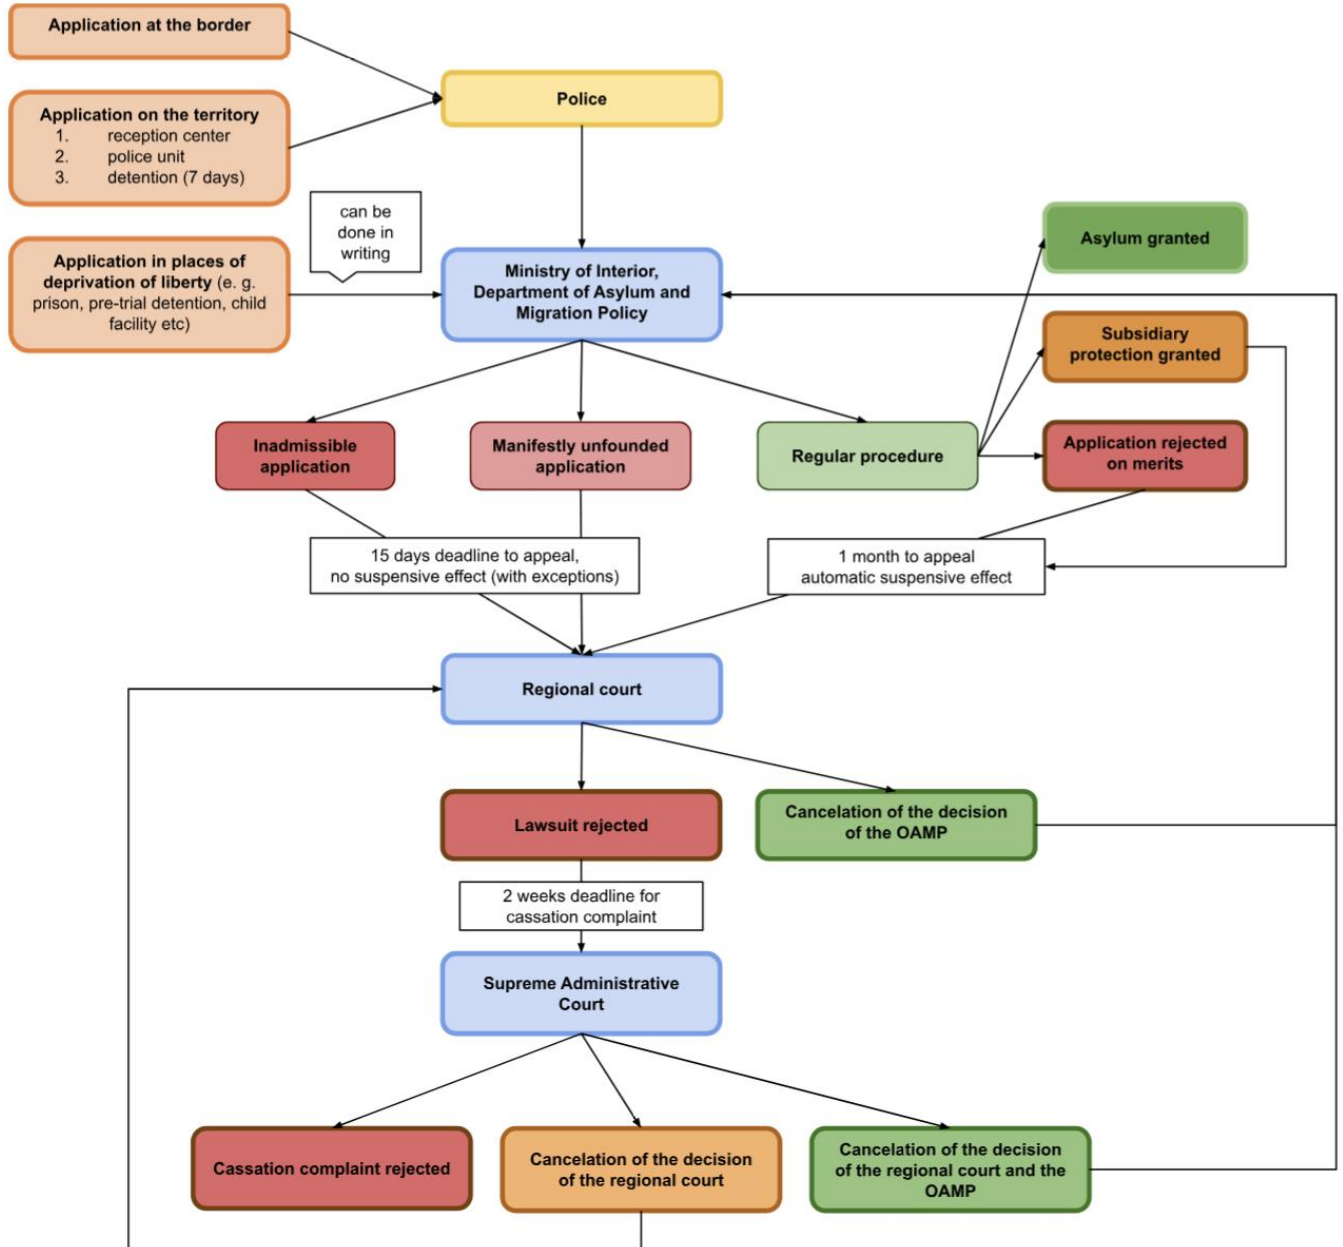 Application at the border
Police
Application on the territory
1. reception center
2. police unit
3. detention (7 days)
can be
done in
writing
Application in places of
deprivation of liberty (e. g.
prison, pre-trial detention, child
facility etc)
Ministry of Interior,
Department of Asylum and
Migration Policy
Asylum granted
Subsidiary
protection granted
Inadmissible
application
Manifestly unfounded
application
Regular procedure
Application rejected
on merits
15 days deadline to appeal,
no suspensive effect (with exceptions)
1 month to appeal
automatic suspensive effect
Regional court
Lawsuit rejected
Cancelation of the decision
of the OAMP
2 weeks deadline for
cassation complaint
Supreme Administrative
Court
Cassation complaint rejected
Cancelation of the decision
of the regional court
Cancelation of the decision
of the regional court and the
OAMP